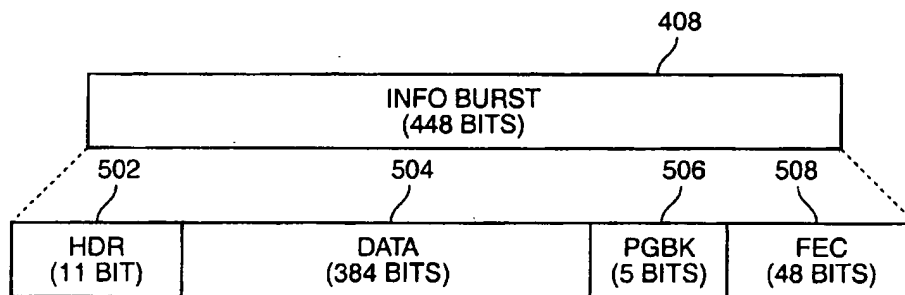 408
INFO BURST
(448 BITS)
502
504
506
508
HDR
(11 BIT)
DATA
(384 BITS)
PGBK
(5 BITS)
FEC
(48 BITS)